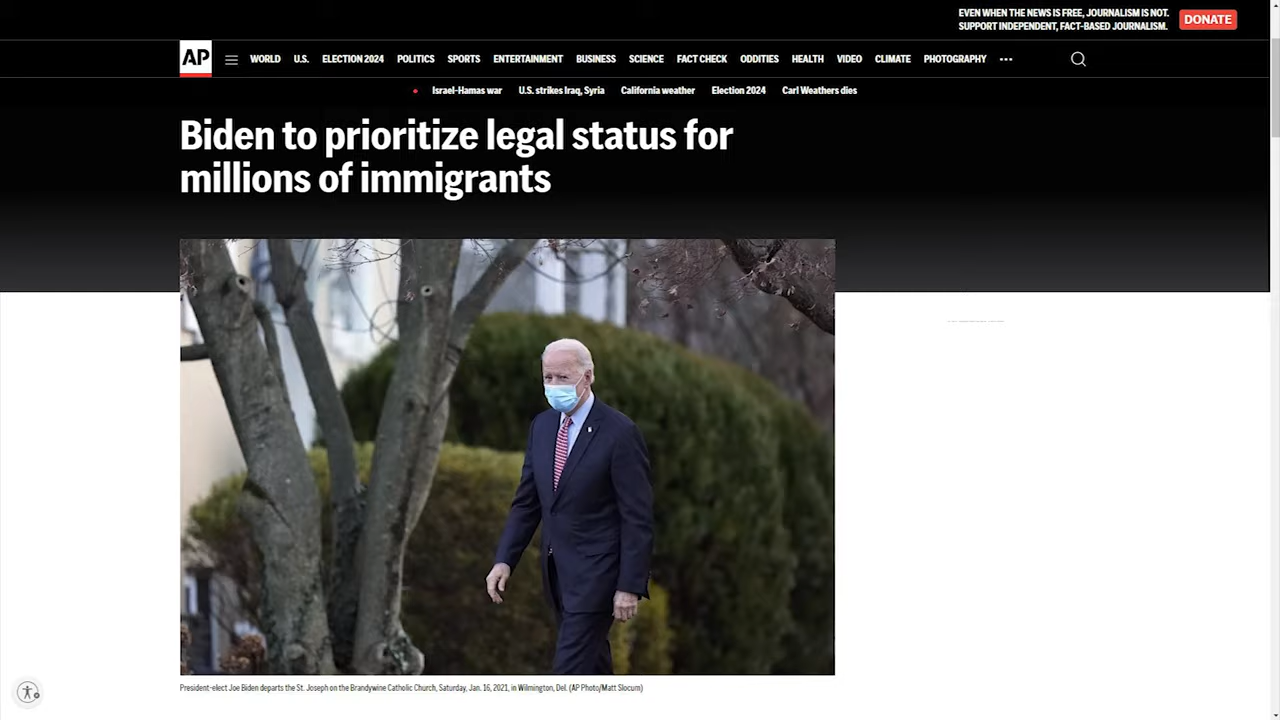 EVEN WHEN THE NEWS IS FREE, JOURNALISM IS NOT.
SUPPORT INDEPENDENT, FACT-BASED JOURNALISM.
DONATE
AP
WORLD U.S. ELECTION 2024 POLITICS SPORTS ENTERTAINMENT BUSINESS SCIENCE FACT CHECK ODDITIES HEALTH VIDEO CLIMATE PHOTOGRAPHY
Israel-Hamas war U.S. strikes Iraq, Syria California weather Election 2024 Carl Weathers dies
Biden to prioritize legal status for
millions of immigrants
President-elect Joe Biden departs the St. Joseph on the Brandywine Catholic Church, Saturday, Jan. 16, 2021, in Wilmington, Del. (AP Photo/Matt Slocum)